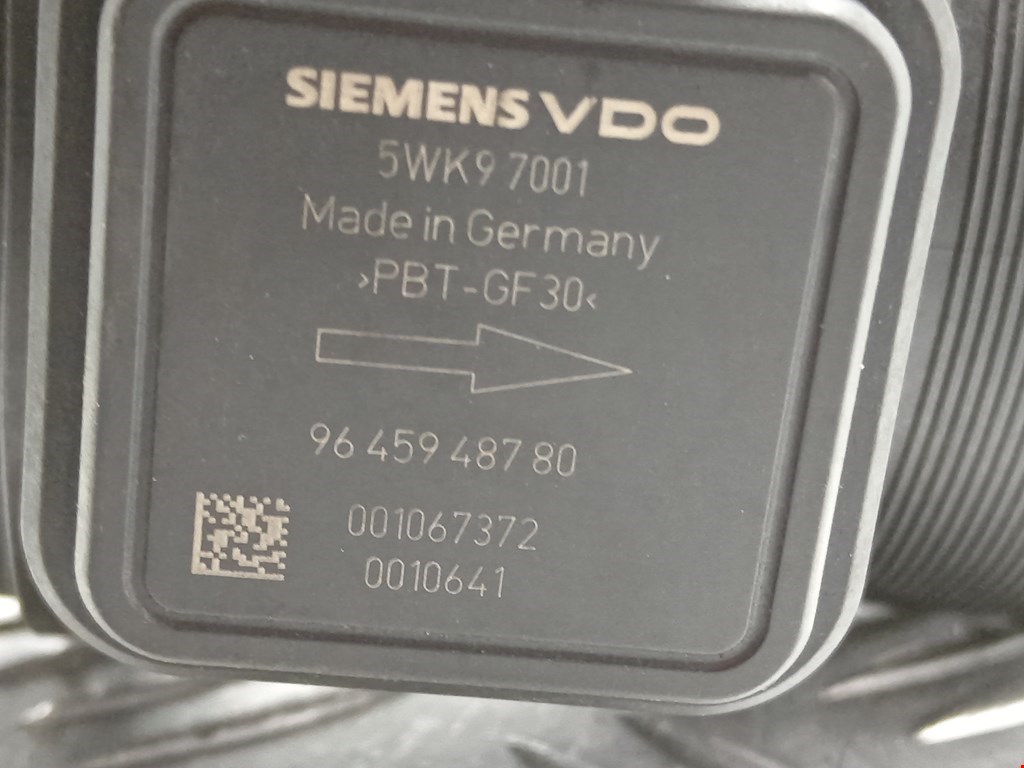 SIEMENS VDO
5WK9 7001
Made in Germany
>PBT-GF30<
96 459 487 80
001067372
0010641